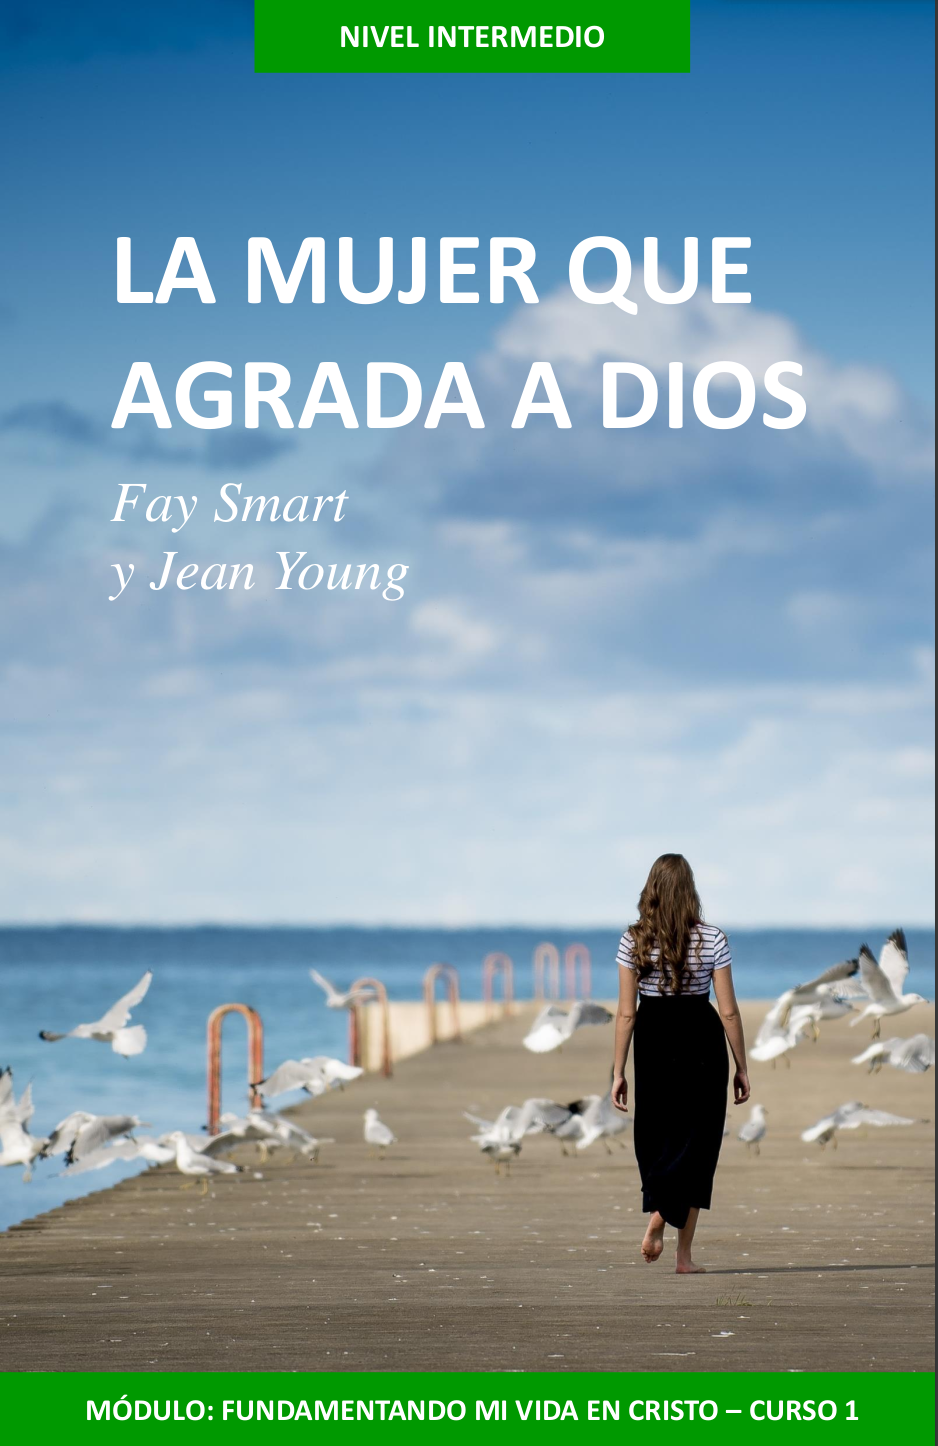 NIVEL INTERMEDIO
LA MUJER QUE
AGRADA A DIOS
Fay Smart
y Jean Young
MÓDULO: FUNDAMENTANDO MI VIDA EN CRISTO – CURSO 1